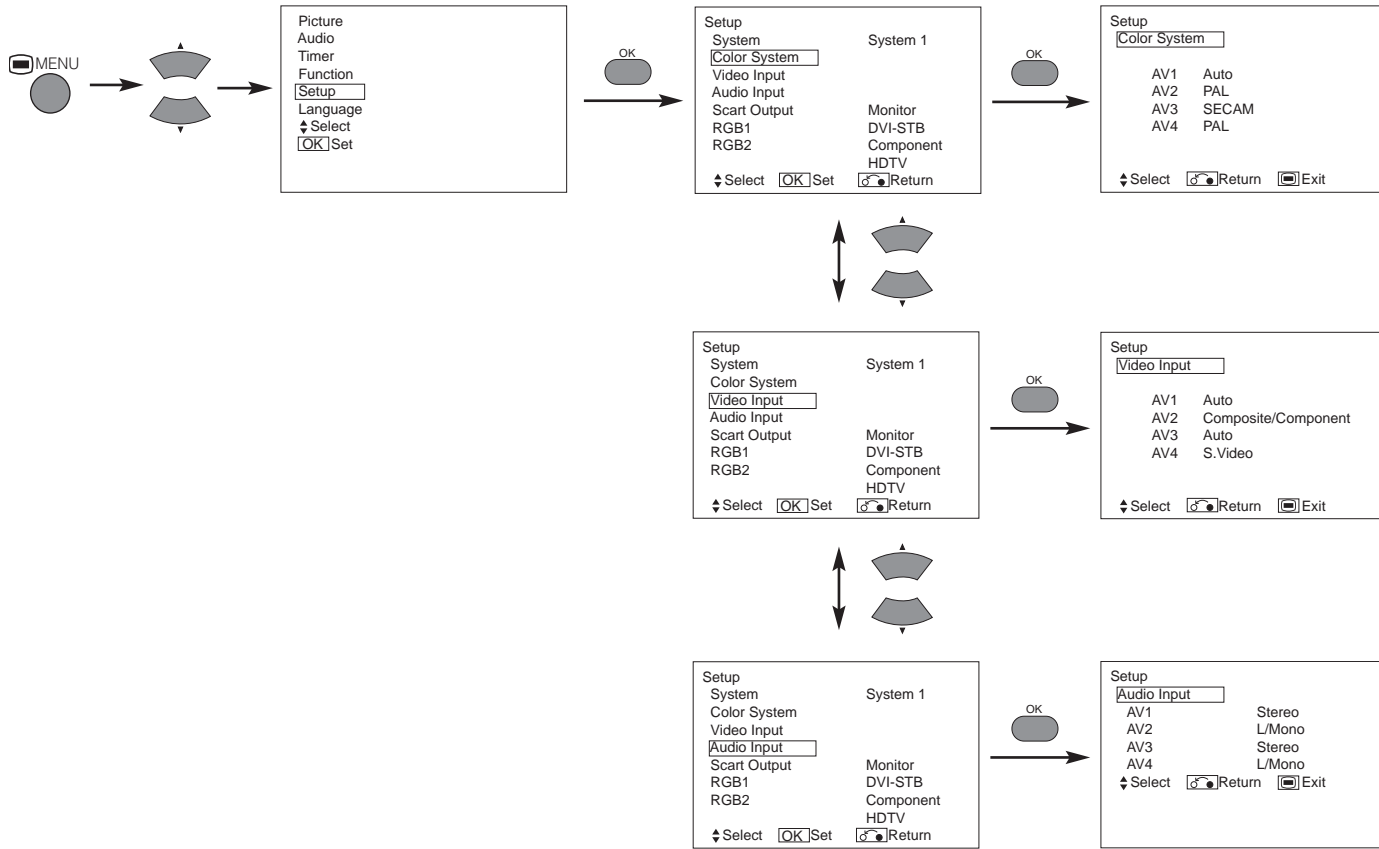 MENU
Picture
Audio
Timer
Function
Setup
Language
Select
OK Set
OK
Setup
System System 1
Color System
Video Input
Audio Input
Scart Output Monitor
RGB1 DVI-STB
RGB2 Component
HDTV
Select OK Set Return
OK
Setup
Color System
AV1 Auto
AV2 PAL
AV3 SECAM
AV4 PAL
Select Return Exit
Setup
System System 1
Color System
Video Input
Audio Input
Scart Output Monitor
RGB1 DVI-STB
RGB2 Component
HDTV
Select OK Set Return
OK
Setup
Video Input
AV1 Auto
AV2 Composite/Component
AV3 Auto
AV4 S.Video
Select Return Exit
Setup
System System 1
Color System
Video Input
Audio Input
Scart Output Monitor
RGB1 DVI-STB
RGB2 Component
HDTV
Select OK Set Return
OK
Setup
Audio Input
AV1 Stereo
AV2 L/Mono
AV3 Stereo
AV4 L/Mono
Select Return Exit